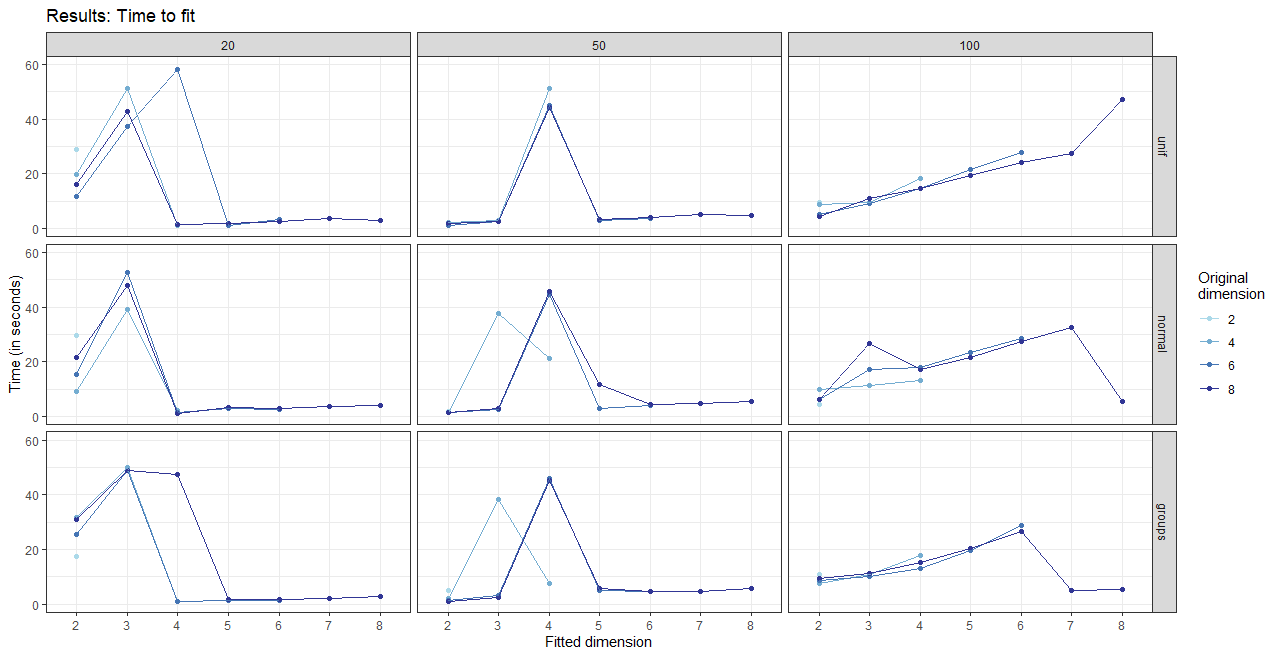 Results: Time to fit
20
50
100
60
40
20
0
unif
60
40
20
0
normal
60
40
20
0
groups
Time (in seconds)
2 3 4 5 6 7 8
2 3 4 5 6 7 8
2 3 4 5 6 7 8
Fitted dimension
Original
dimension
2
4
6
8